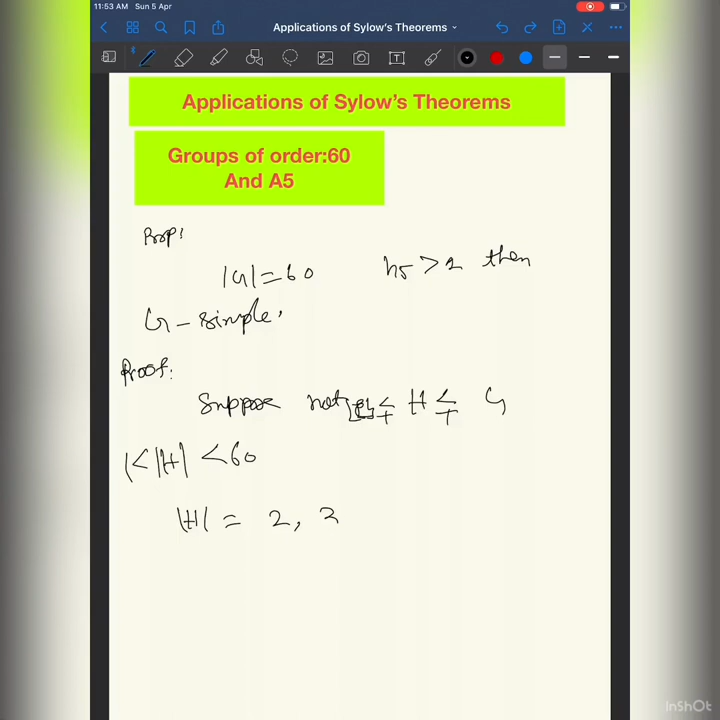 11:53 AM Sun 5 Apr
Applications of Sylow's Theorems
Applications of Sylow's Theorems
Groups of order:60
And A5
Prop:
|G|=60 n5 > 1 then
G - simple.
Proof:
Suppose not {e} ⪇ H ⪇ G
1<|H| <60
|H| = 2, 3
InShOt